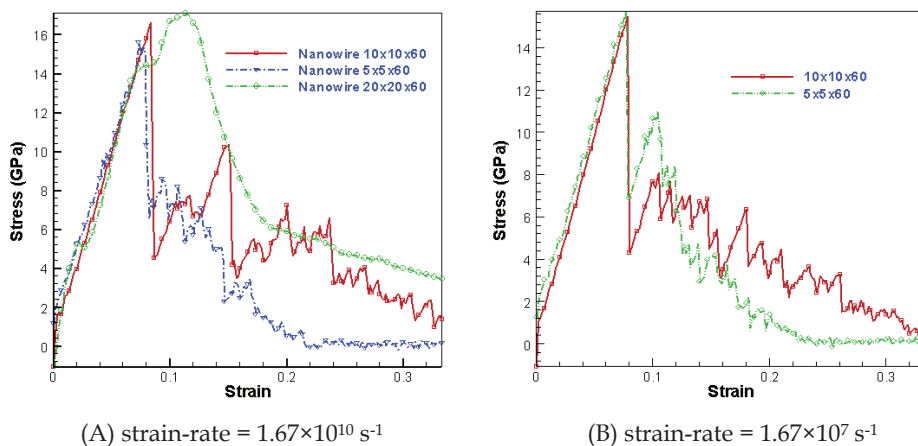 Stress (GPa)
16
14
12
10
8
6
4
2
0
Nanowire 10x10x60
Nanowire 5x5x60
Nanowire 20x20x60
0
0.1
0.2
0.3
Strain
(A) strain-rate = 1.67×10¹⁰ s⁻¹
Stress (GPa)
14
12
10
8
6
4
2
0
10x10x60
5x5x60
0
0.1
0.2
0.3
Strain
(B) strain-rate = 1.67×10⁷ s⁻¹